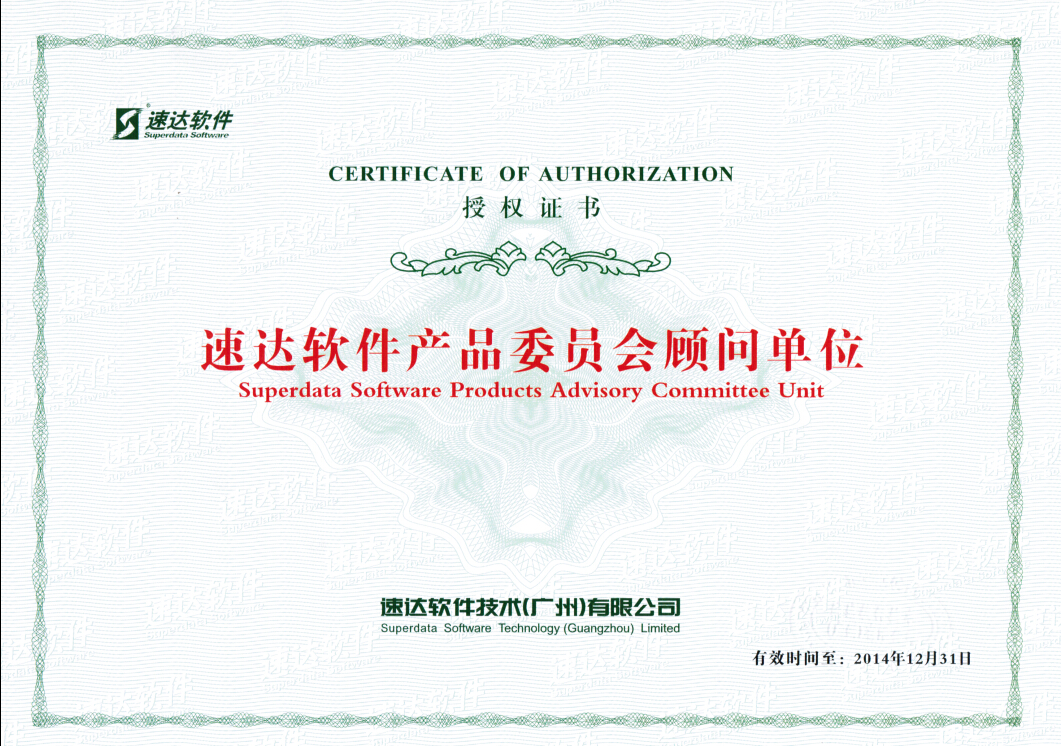 速达软件
Superdata Software
CERTIFICATE OF AUTHORIZATION
授权证书
速达软件产品委员会顾问单位
Superdata Software Products Advisory Committee Unit
速达软件技术(广州)有限公司
Superdata Software Technology (Guangzhou) Limited
有效时间至：2014年12月31日